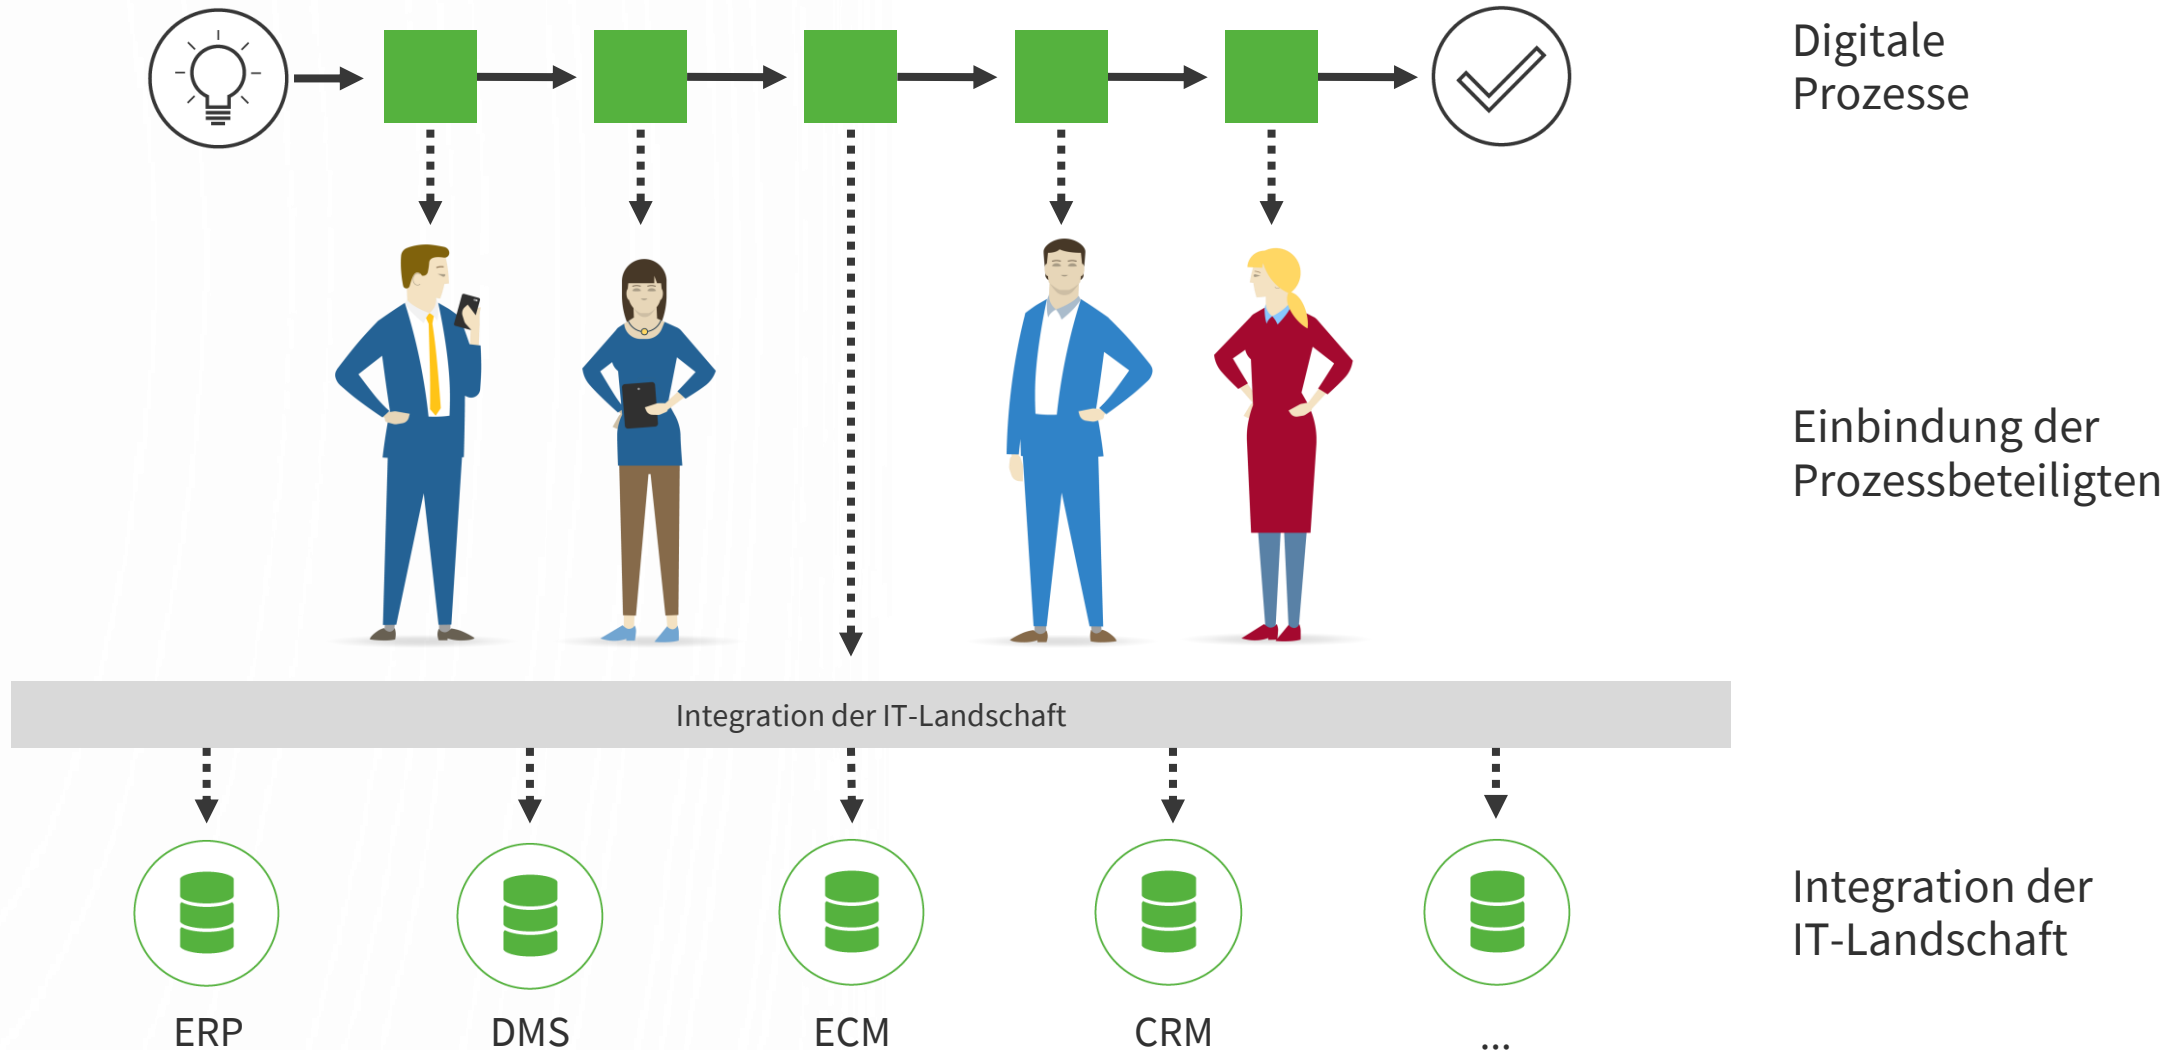 Digitale
Prozesse
Einbindung der
Prozessbeteiligten
Integration der IT-Landschaft
Integration der
IT-Landschaft
ERP
DMS
ECM
CRM
...